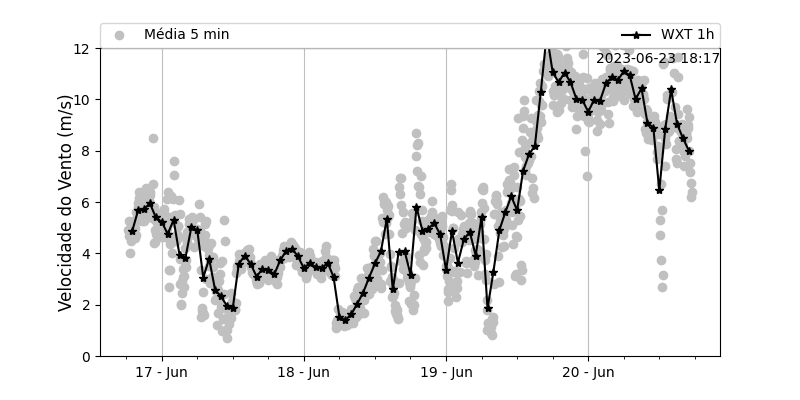 Média 5 min
WXT 1h
2023-06-23 18:17
Velocidade do Vento (m/s)
12
10
8
6
4
2
0
17 - Jun
18 - Jun
19 - Jun
20 - Jun